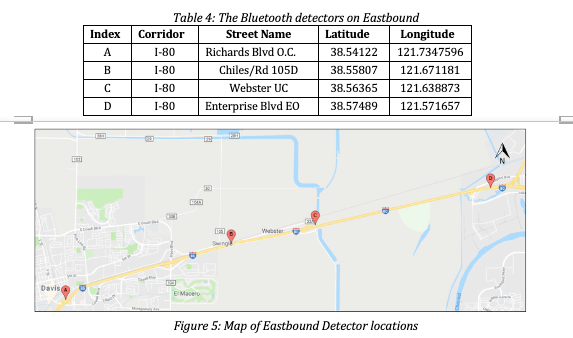 Table 4: The Bluetooth detectors on Eastbound
Index Corridor Street Name Latitude Longitude
A I-80 Richards Blvd O.C. 38.54122 121.7347596
B I-80 Chiles/Rd 105D 38.55807 121.671181
C I-80 Webster UC 38.56365 121.638873
D I-80 Enterprise Blvd EO 38.57489 121.571657
N
D
C
B
Webster
Swingle
Davis
A
El Macero
Figure 5: Map of Eastbound Detector locations